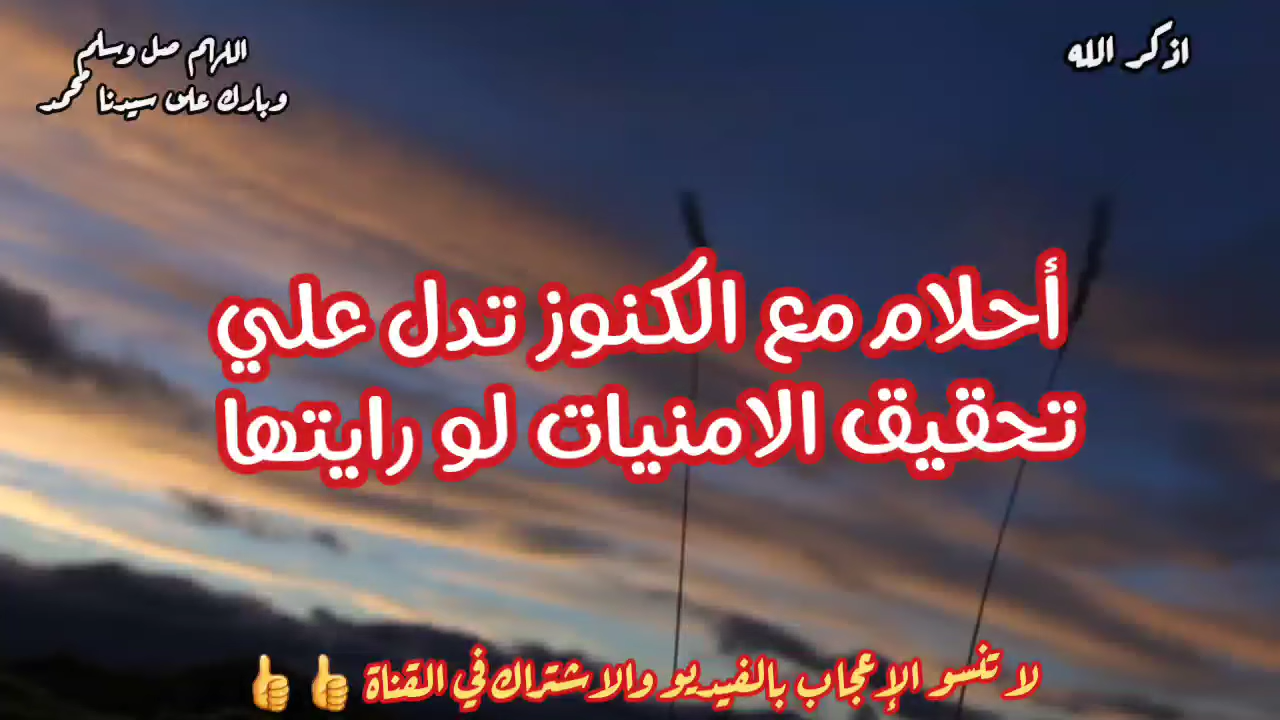 اذكر الله
اللهم صل وسلم
وبارك على سيدنا محمد
أحلام مع الكنوز تدل علي
تحقيق الامنيات لو رايتها
لا تنسو الإعجاب بالفيديو والاشتراك في القناة 👍👍